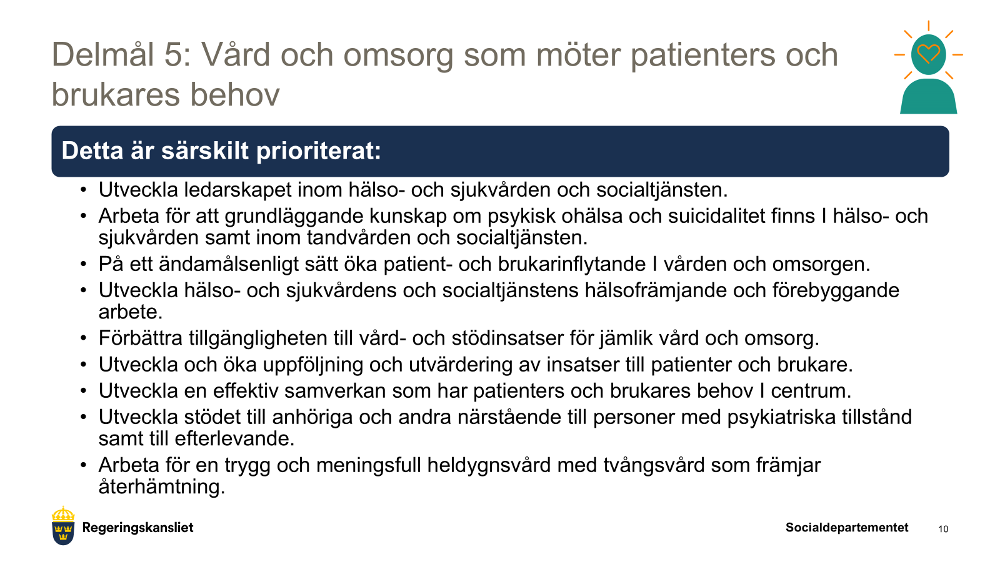 Delmål 5: Vård och omsorg som möter patienters och
brukares behov
Detta är särskilt prioriterat:
• Utveckla ledarskapet inom hälso- och sjukvården och socialtjänsten.
• Arbeta för att grundläggande kunskap om psykisk ohälsa och suicidalitet finns I hälso- och
sjukvården samt inom tandvården och socialtjänsten.
• På ett ändamålsenligt sätt öka patient- och brukarinflytande I vården och omsorgen.
• Utveckla hälso- och sjukvårdens och socialtjänstens hälsofrämjande och förebyggande
arbete.
• Förbättra tillgängligheten till vård- och stödinsatser för jämlik vård och omsorg.
• Utveckla och öka uppföljning och utvärdering av insatser till patienter och brukare.
• Utveckla en effektiv samverkan som har patienters och brukares behov I centrum.
• Utveckla stödet till anhöriga och andra närstående till personer med psykiatriska tillstånd
samt till efterlevande.
• Arbeta för en trygg och meningsfull heldygnsvård med tvångsvård som främjar
återhämtning.
Regeringskansliet
Socialdepartementet
10